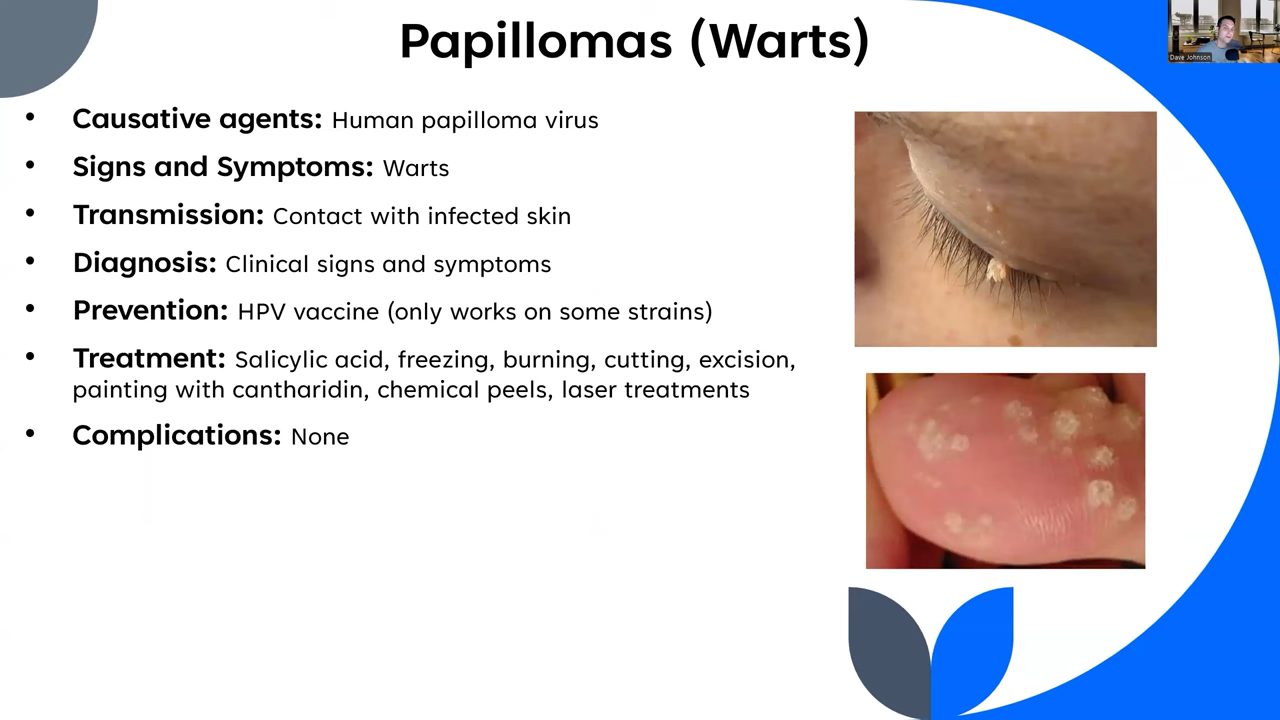 Papillomas (Warts)
• Causative agents: Human papilloma virus
• Signs and Symptoms: Warts
• Transmission: Contact with infected skin
• Diagnosis: Clinical signs and symptoms
• Prevention: HPV vaccine (only works on some strains)
• Treatment: Salicylic acid, freezing, burning, cutting, excision,
painting with cantharidin, chemical peels, laser treatments
• Complications: None
Dave Johnson